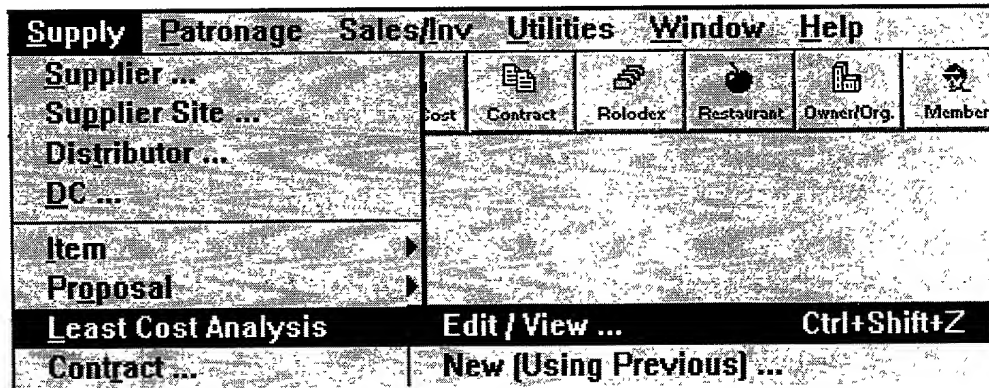 Supply Patronage Sales/Inv Utilities Window Help
Supplier ...
Supplier Site ...
Distributor ...
DC ...
Item
Proposal
Least Cost Analysis
Contract ...
Cost Contract Rolodex Restaurant Owner/Org. Member
Edit / View ... Ctrl+Shift+Z
New (Using Previous) ...